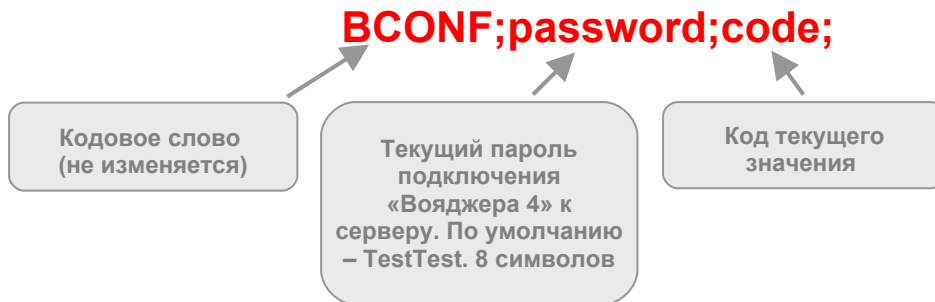 BCONF;password;code;
Кодовое слово
(не изменяется)
Текущий пароль
подключения
«Вояджера 4» к
серверу. По умолчанию
– TestTest. 8 символов
Код текущего
значения